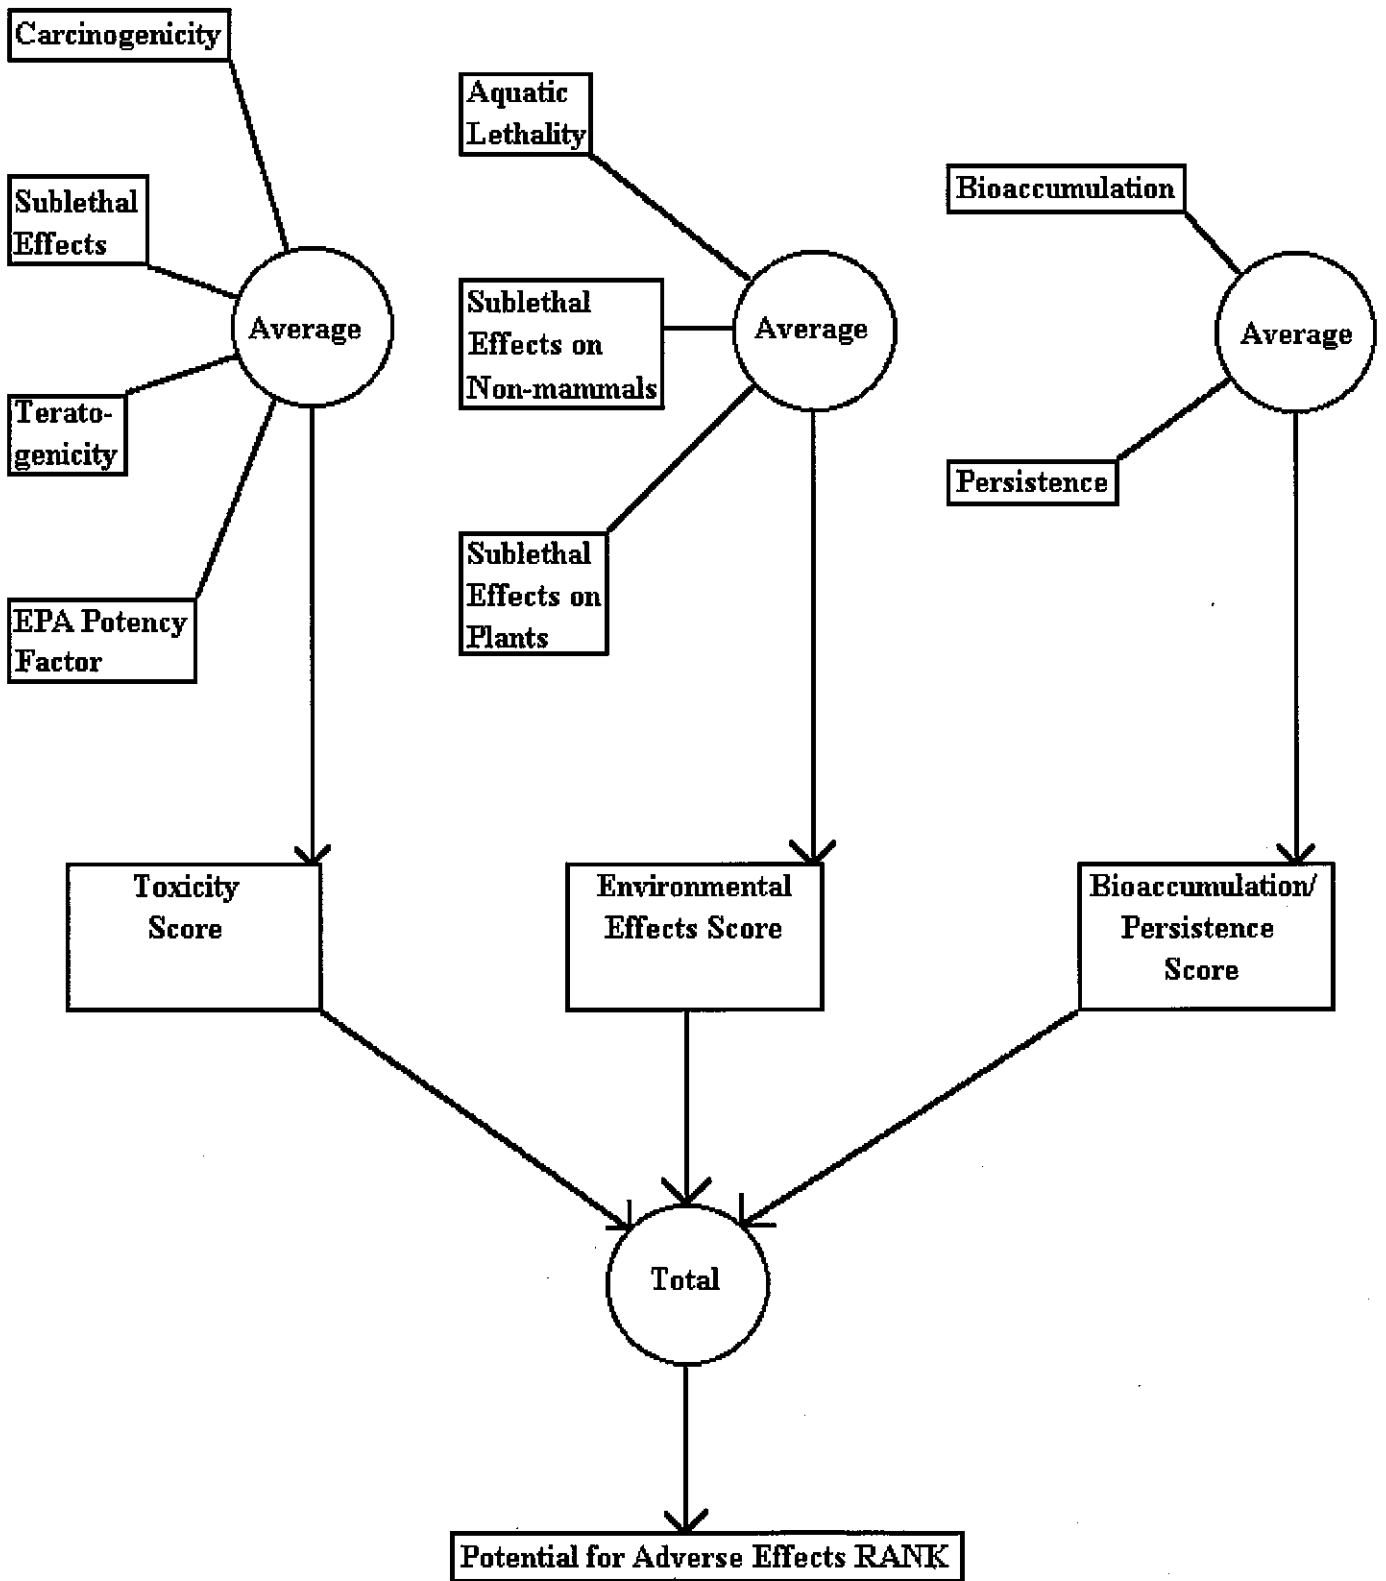 Carcinogenicity
Sublethal
Effects
Terato-
genicity
EPA Potency
Factor
Average
Aquatic
Lethality
Sublethal
Effects on
Non-mammals
Sublethal
Effects on
Plants
Average
Bioaccumulation
Persistence
Average
Toxicity
Score
Environmental
Effects Score
Bioaccumulation/
Persistence
Score
Total
Potential for Adverse Effects RANK